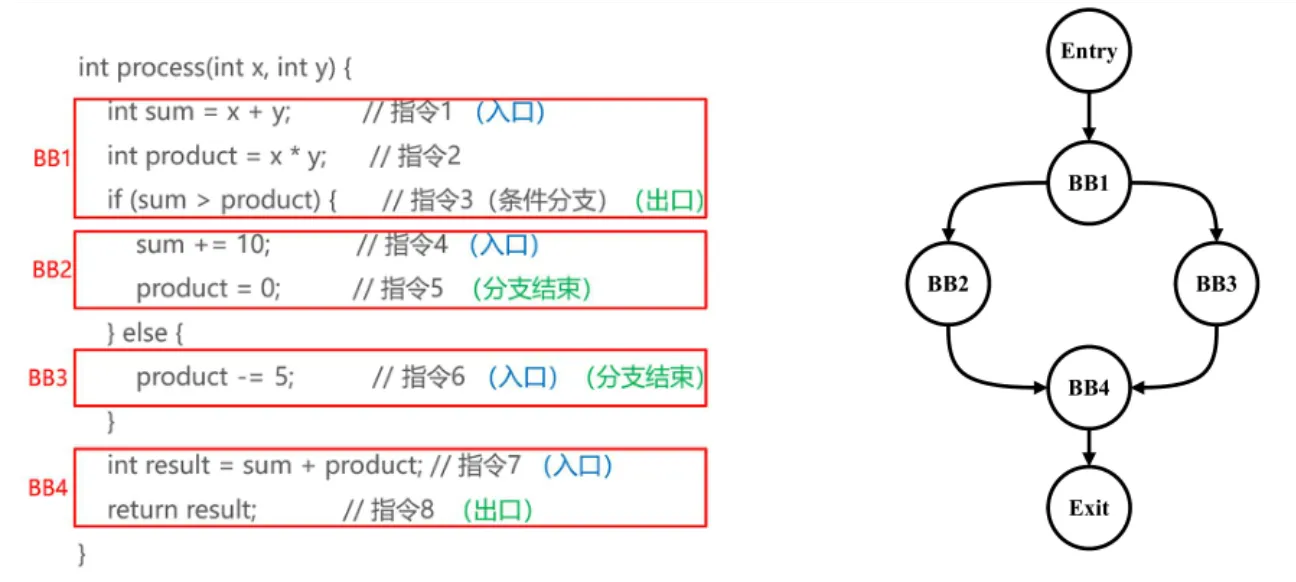 int process(int x, int y) {
int sum = x + y; // 指令1 （入口）
BB1
int product = x * y; // 指令2
if (sum > product) { // 指令3（条件分支） （出口）
sum += 10; // 指令4 （入口）
BB2
product = 0; // 指令5 （分支结束）
} else {
BB3
product -= 5; // 指令6 （入口） （分支结束）
}
int result = sum + product; // 指令7 （入口）
BB4
return result; // 指令8 （出口）
}
Entry
BB1
BB2
BB3
BB4
Exit